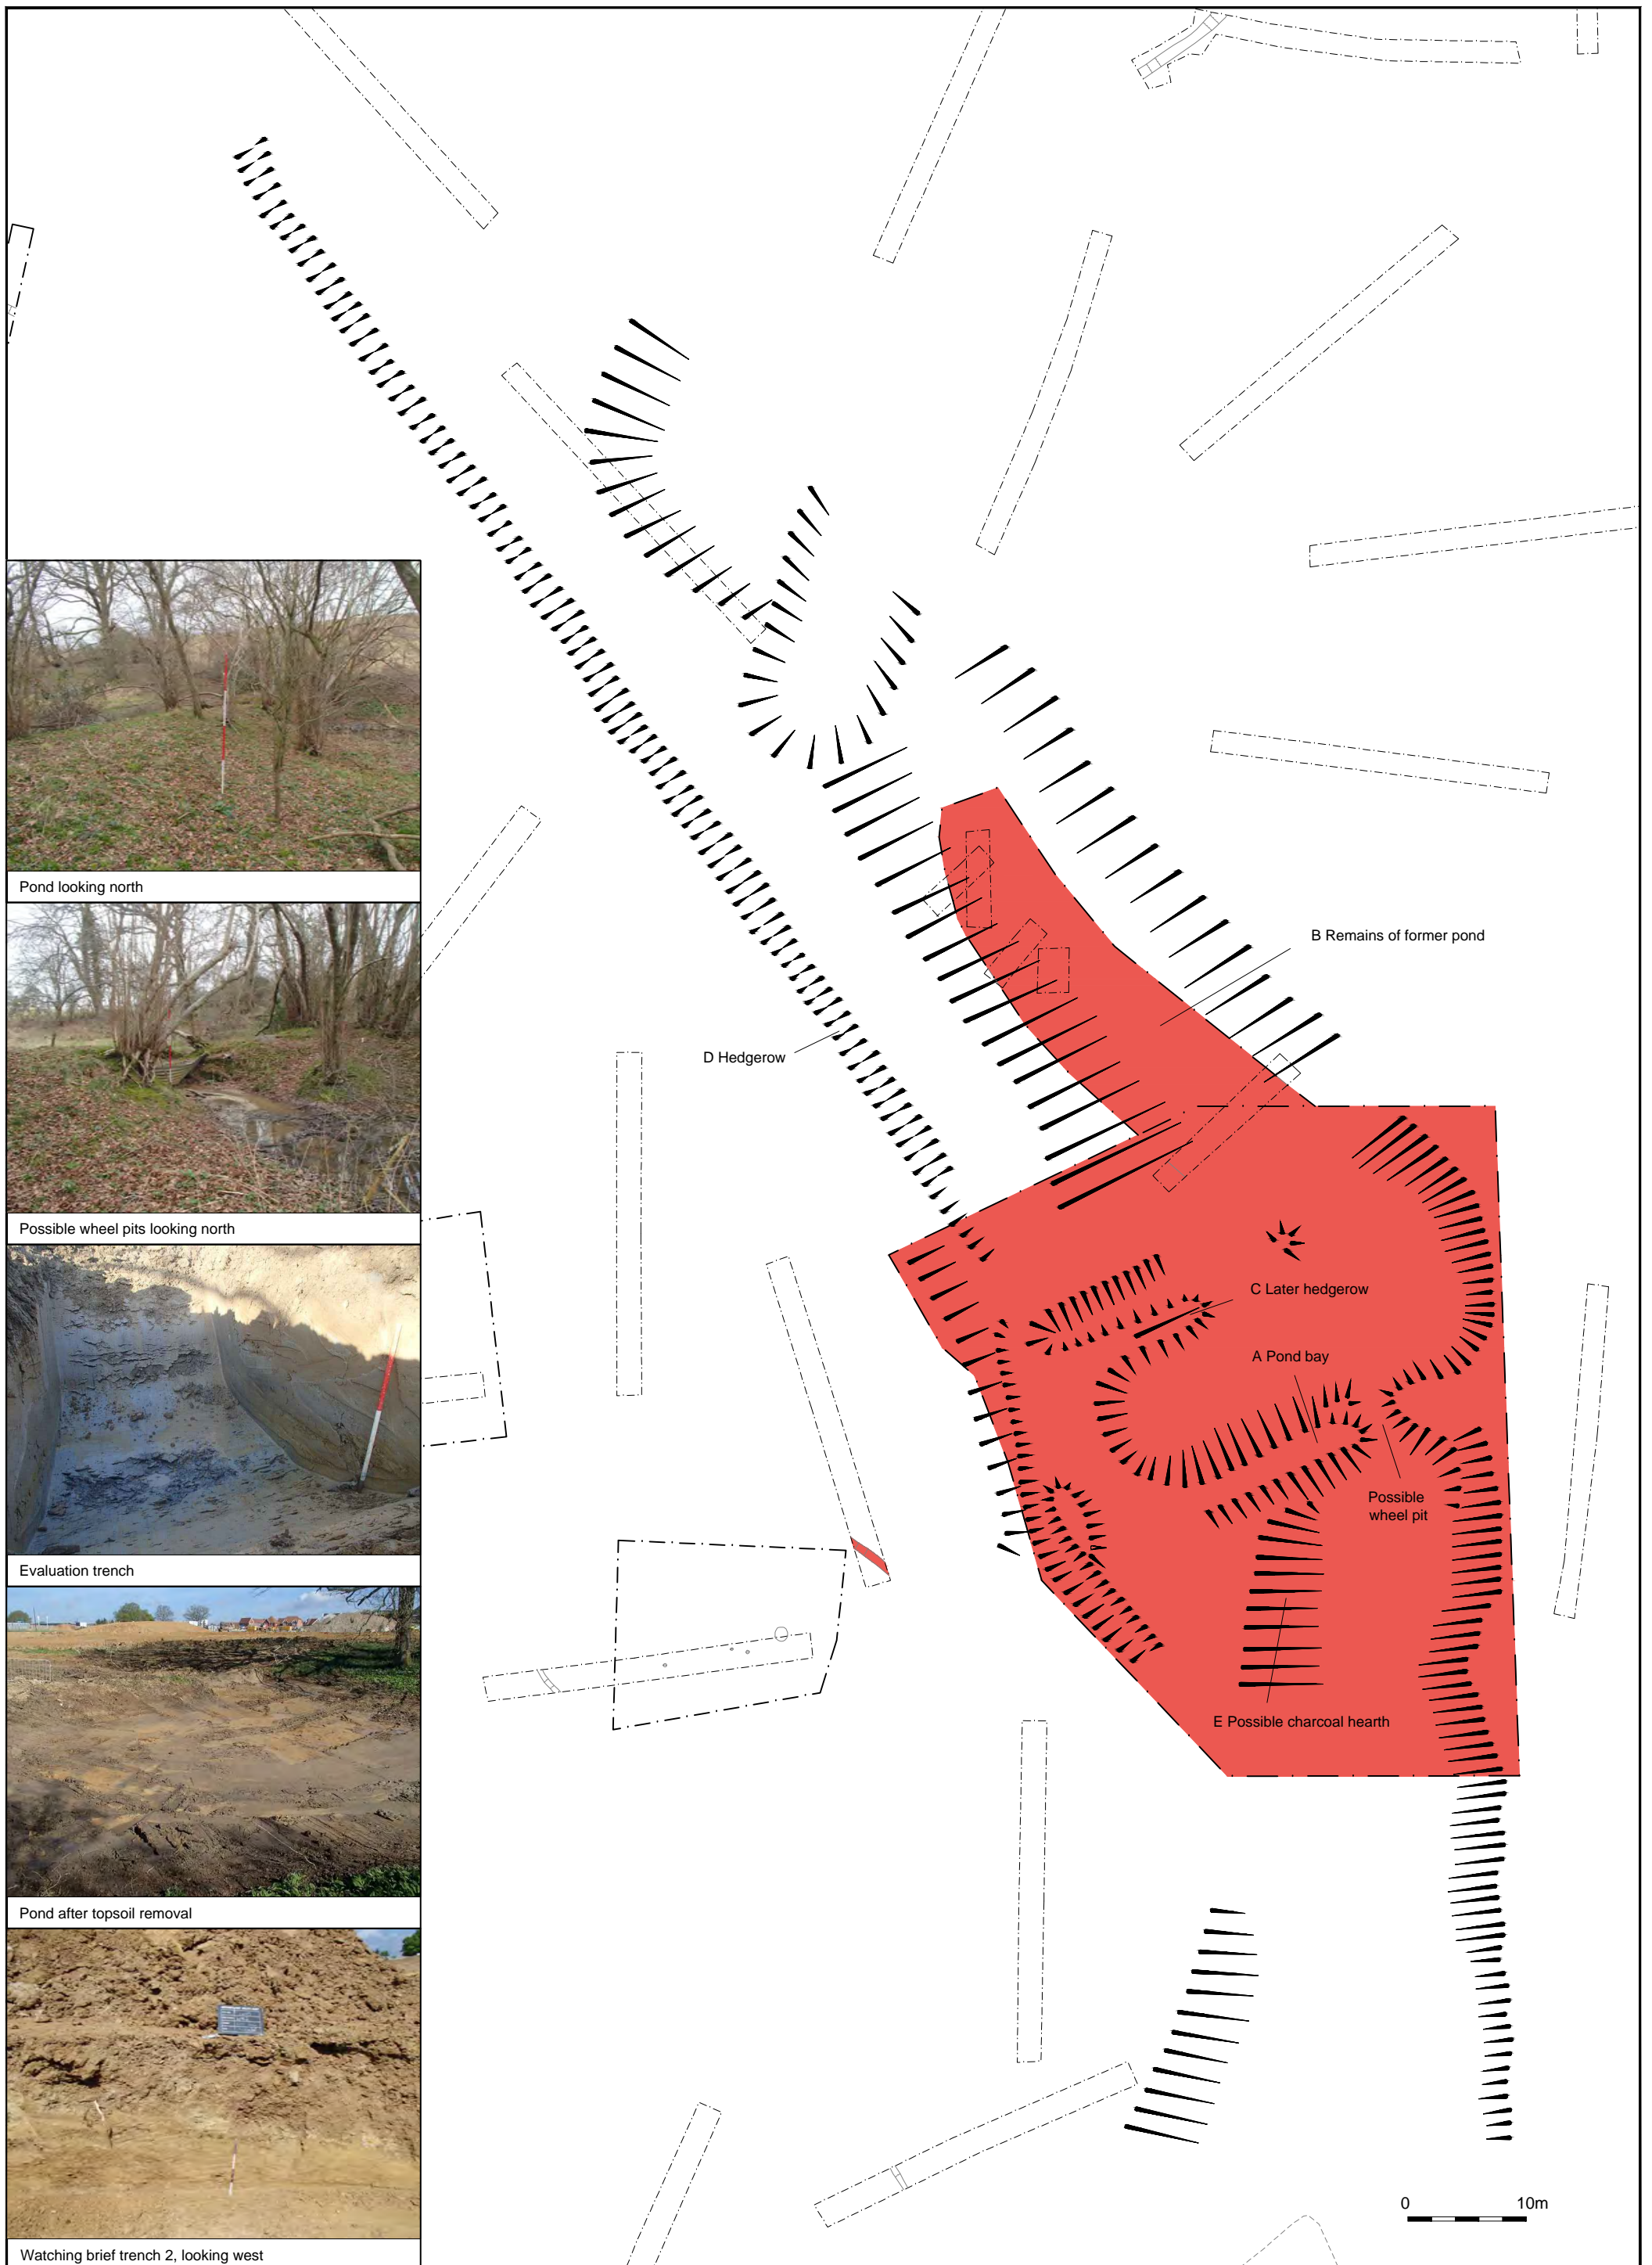 Pond looking north
B Remains of former pond
D Hedgerow
Possible wheel pits looking north
C Later hedgerow
A Pond bay
Possible
wheel pit
Evaluation trench
E Possible charcoal hearth
Pond after topsoil removal
0 10m
Watching brief trench 2, looking west